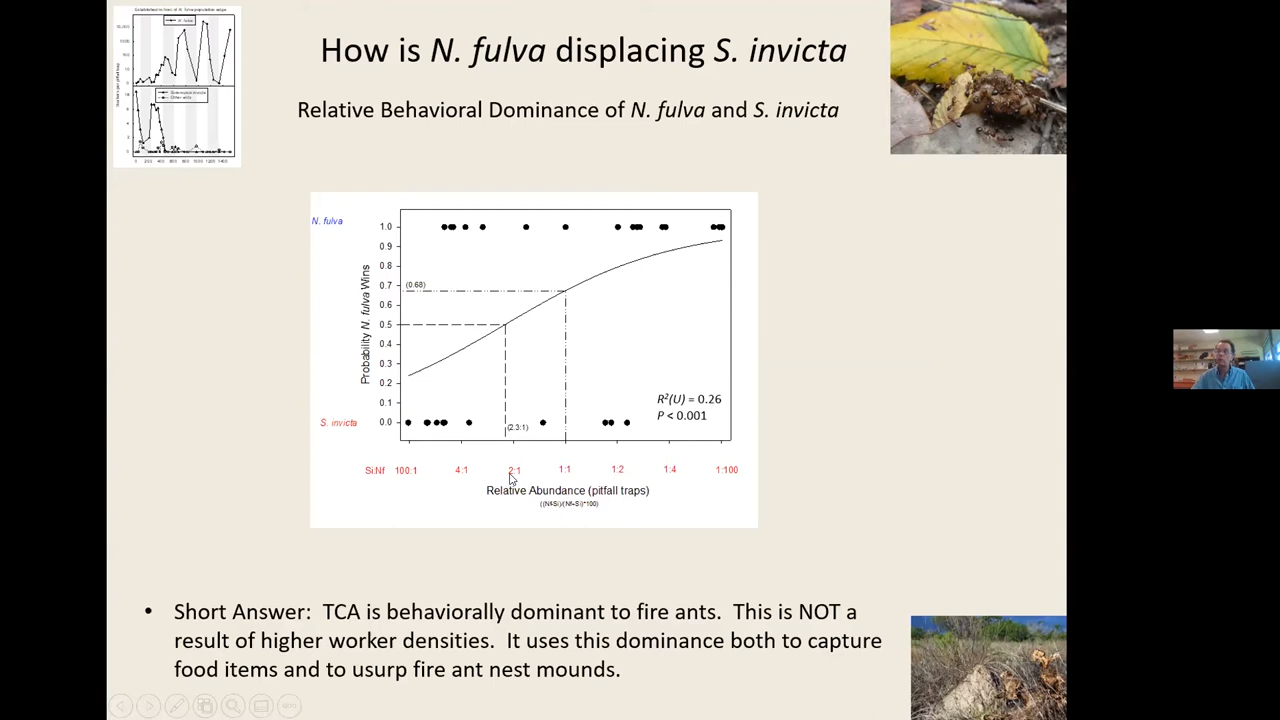 How is N. fulva displacing S. invicta
Relative Behavioral Dominance of N. fulva and S. invicta
N. fulva
S. invicta
Probability N. fulva Wins
1.0
0.9
0.8
0.7
0.6
0.5
0.4
0.3
0.2
0.1
0.0
(0.68)
(2.3:1)
R²(U) = 0.26
P < 0.001
Si:Nf 100:1 4:1 2:1 1:1 1:2 1:4 1:100
Relative Abundance (pitfall traps)
• Short Answer: TCA is behaviorally dominant to fire ants. This is NOT a
result of higher worker densities. It uses this dominance both to capture
food items and to usurp fire ant nest mounds.